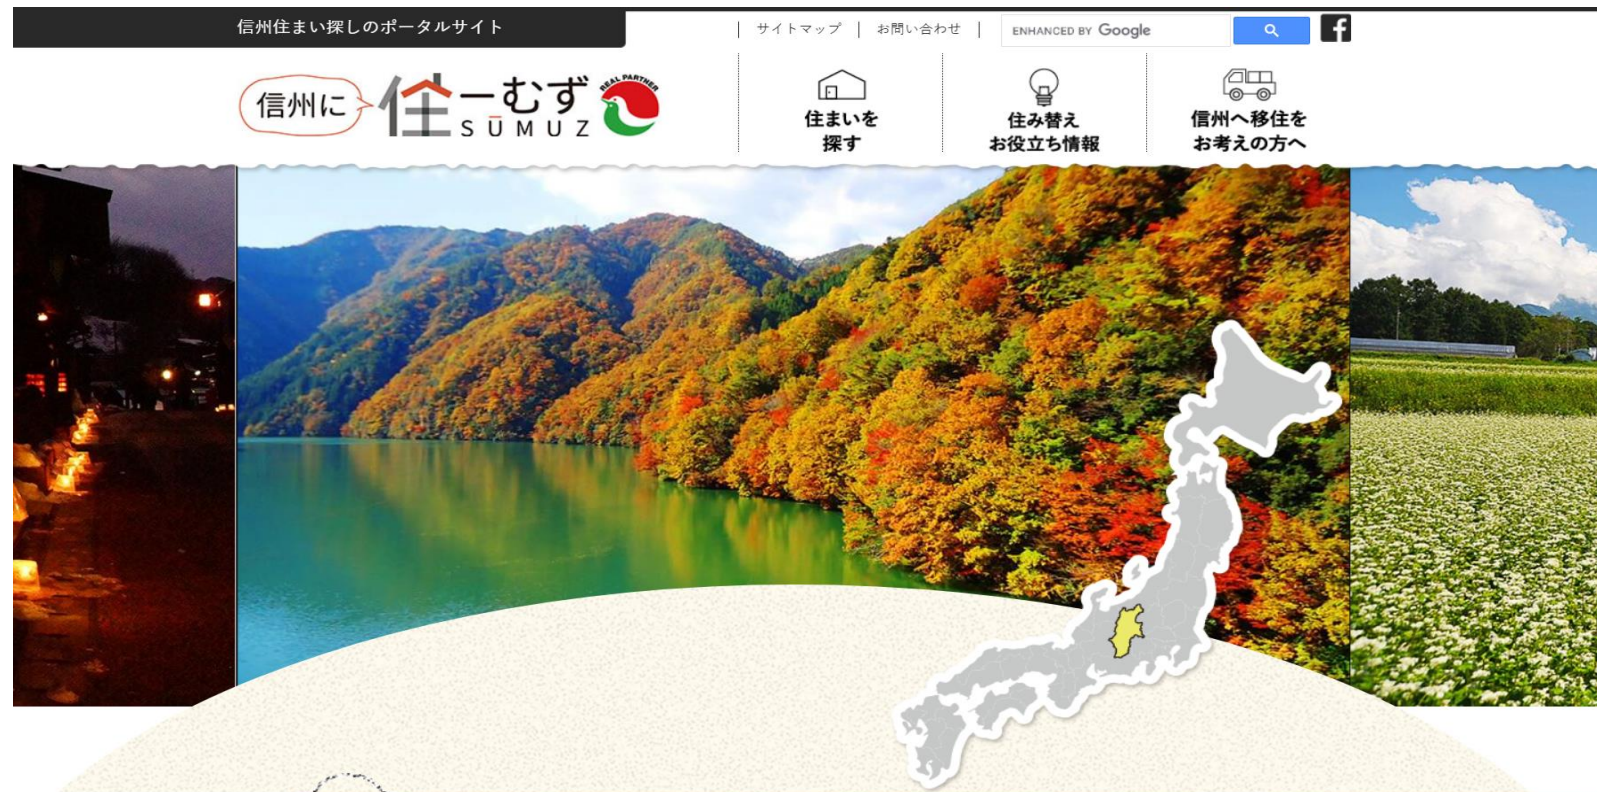 信州住まい探しのポータルサイト
サイトマップ
お問い合わせ
ENHANCED BY Google
信州に
住ーむず
SŪMUZ
REAL PARTNER
住まいを
探す
住み替え
お役立ち情報
信州へ移住を
お考えの方へ